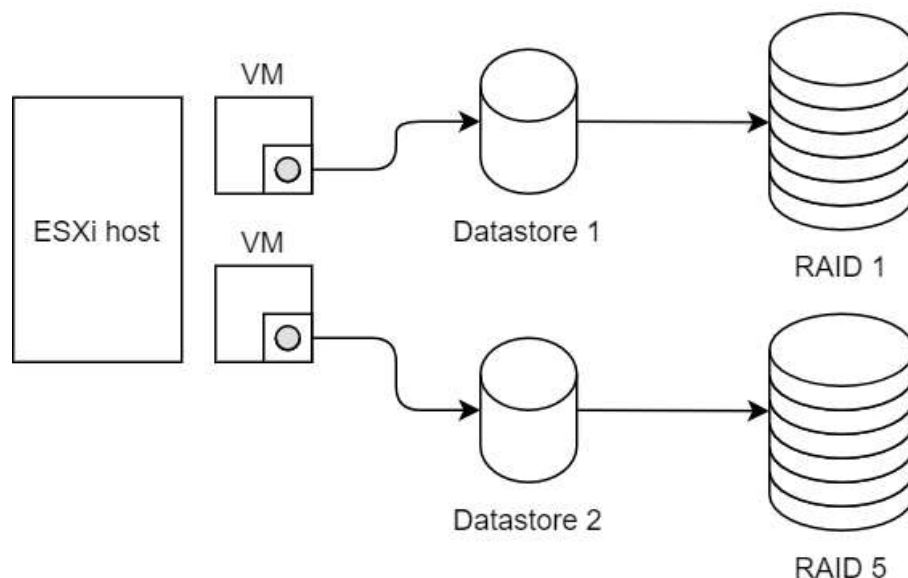 VM
Datastore 1
RAID 1
ESXi host
VM
Datastore 2
RAID 5